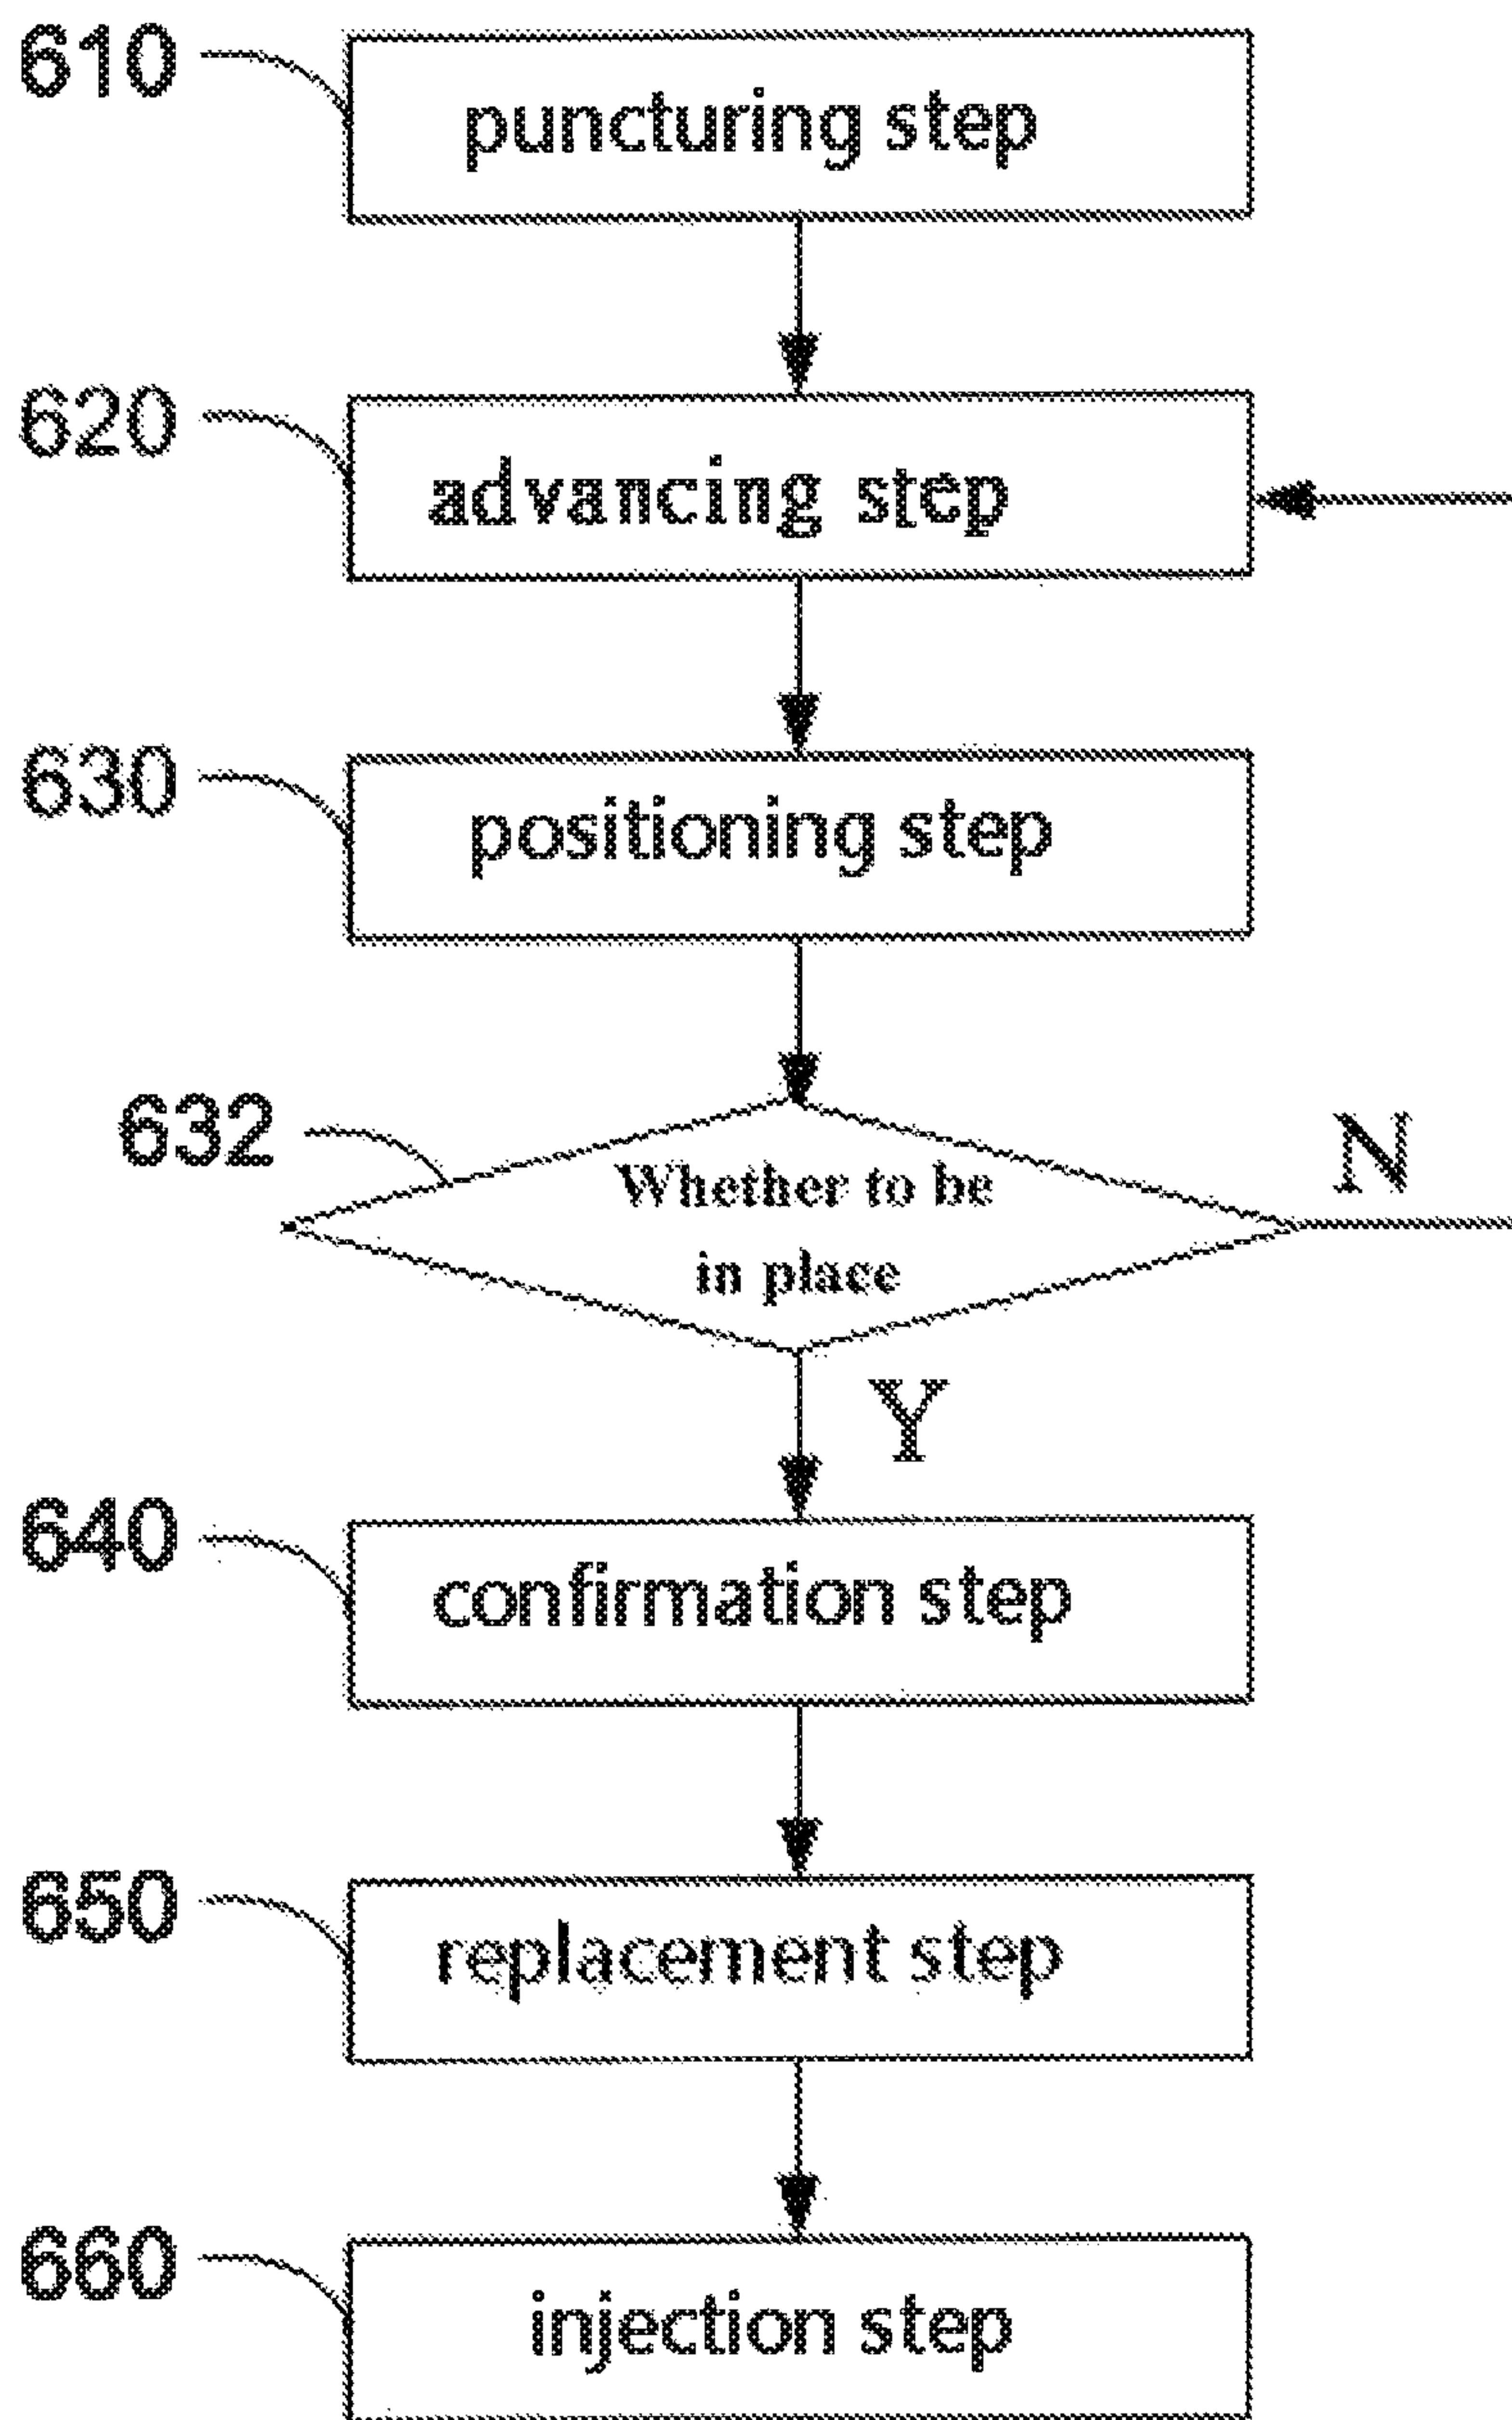 610
puncturing step
620
advancing step
630
positioning step
632
Whether to be
in place
N
Y
640
confirmation step
650
replacement step
660
injection step